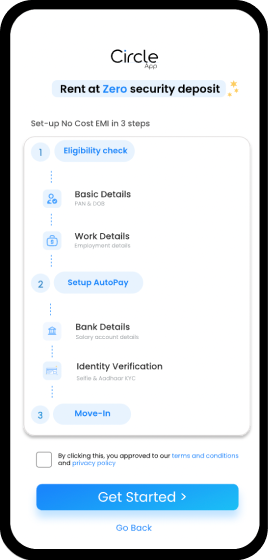 Circle
App
Rent at Zero security deposit
Set-up No Cost EMI in 3 steps
1 Eligibility check
Basic Details
PAN & DOB
Work Details
Employment details
2 Setup AutoPay
Bank Details
Salary account details
Identity Verification
Selfie & Aadhaar KYC
3 Move-In
By clicking this, you approved to our terms and conditions
and privacy policy
Get Started >
Go Back